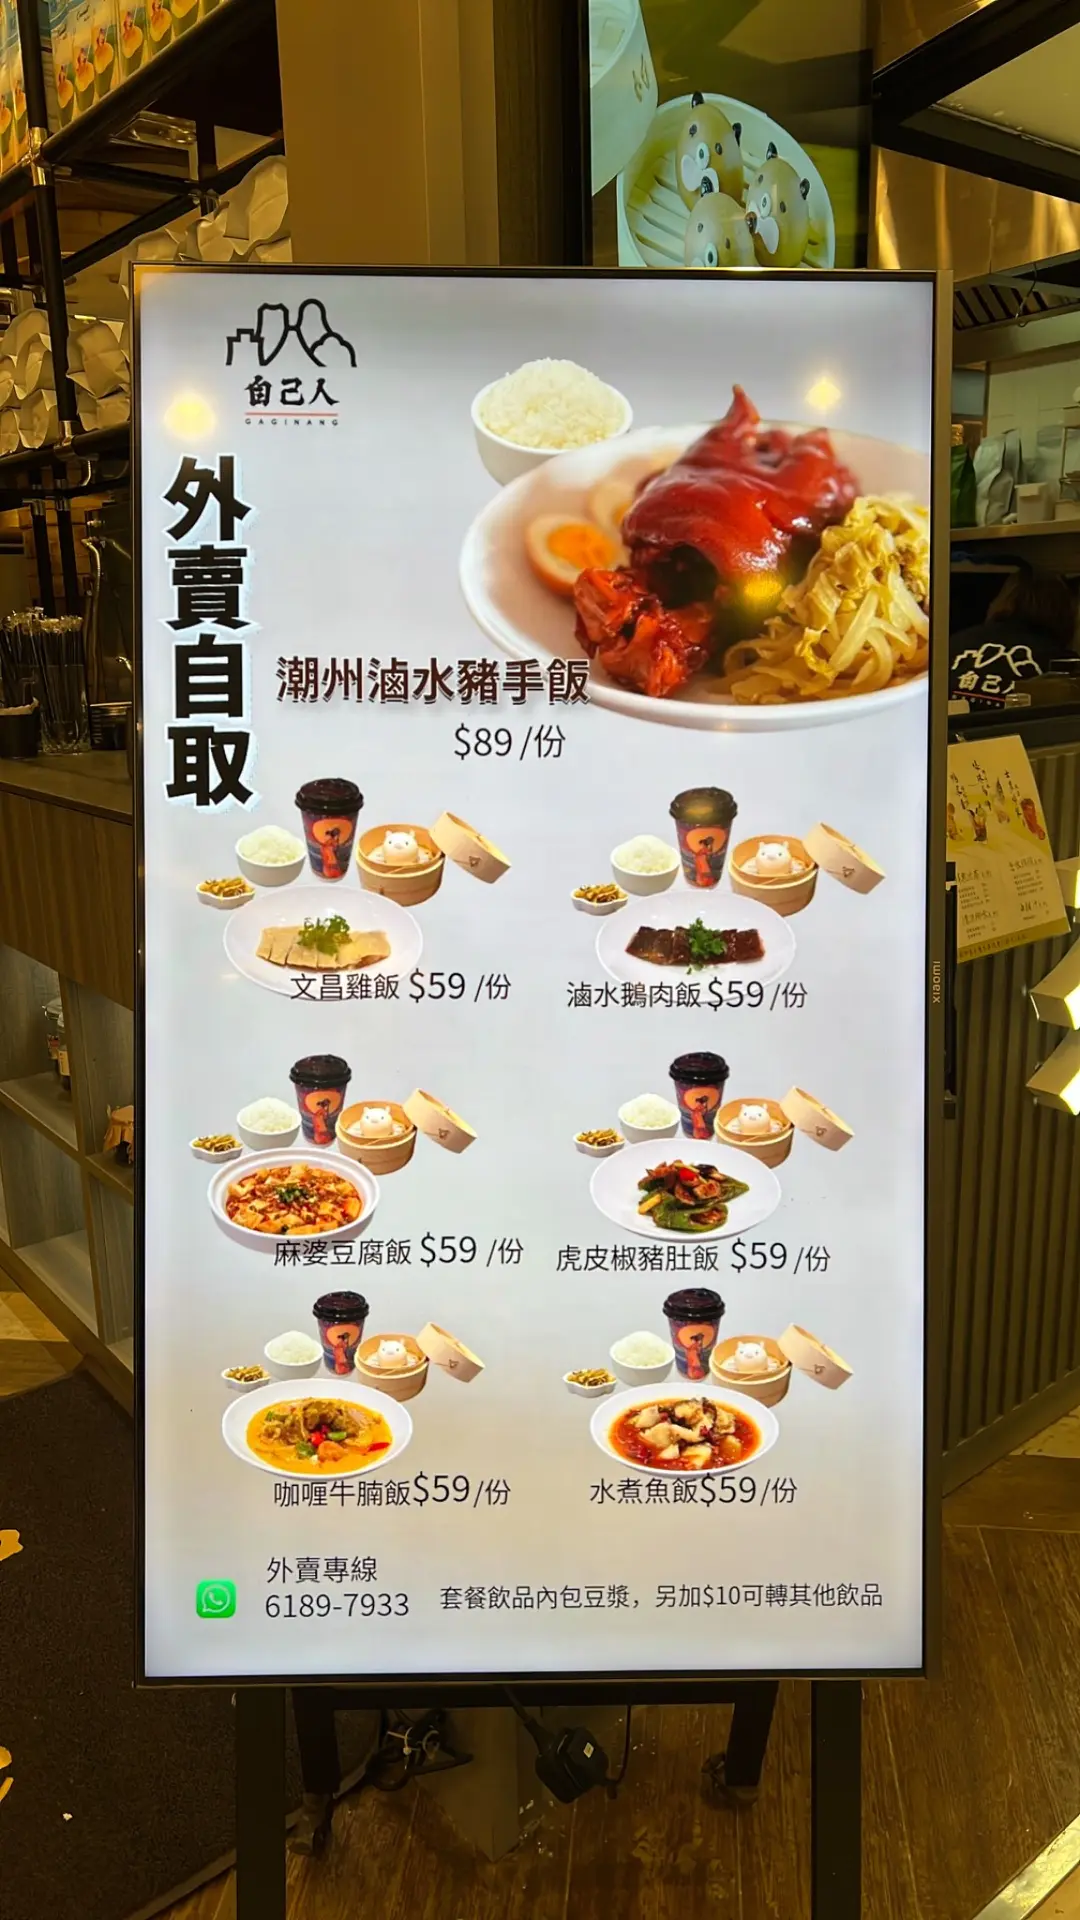 自己人
GAGINANG
外賣自取
潮州滷水豬手飯
$89/份
文昌雞飯 $59/份
滷水鵝肉飯 $59/份
麻婆豆腐飯 $59/份
虎皮椒豬肚飯 $59/份
咖喱牛腩飯 $59/份
水煮魚飯 $59/份
外賣專線
6189-7933
套餐飲品內包豆漿，另加$10可轉其他飲品
xiaomi
自己人